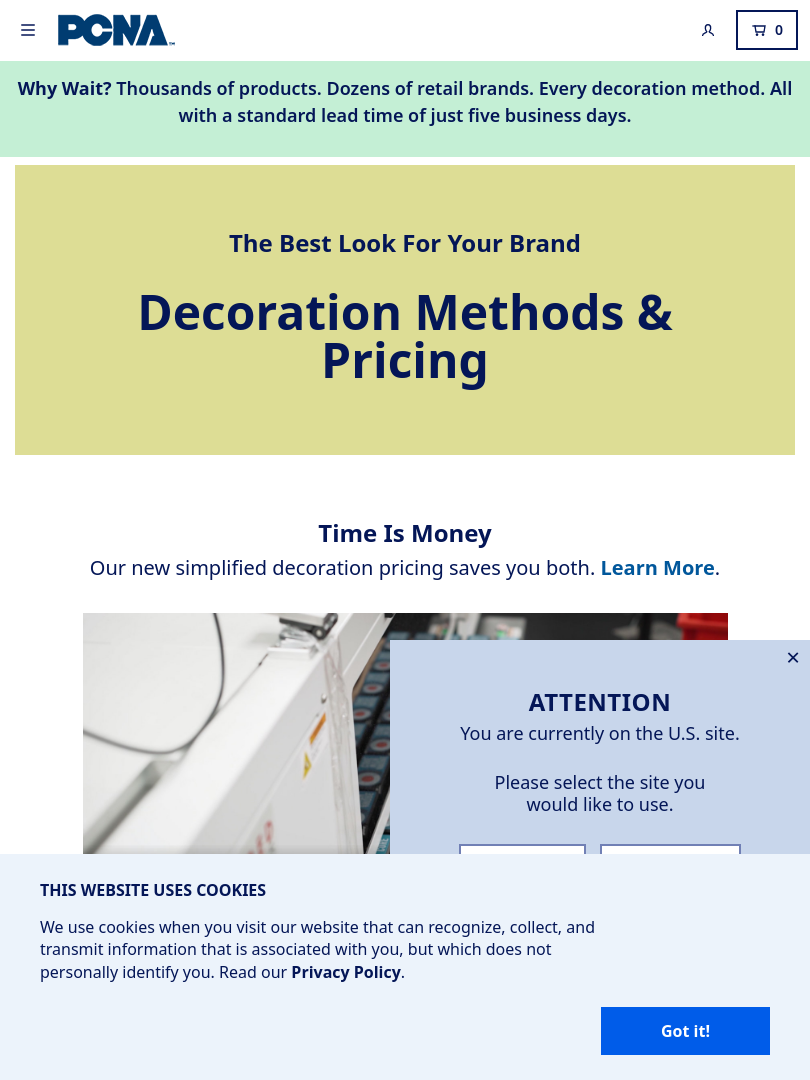 PCNA
0
Why Wait? Thousands of products. Dozens of retail brands. Every decoration method. All
with a standard lead time of just five business days.
The Best Look For Your Brand
Decoration Methods &
Pricing
Time Is Money
Our new simplified decoration pricing saves you both. Learn More.
ATTENTION
You are currently on the U.S. site.
Please select the site you
would like to use.
THIS WEBSITE USES COOKIES
We use cookies when you visit our website that can recognize, collect, and
transmit information that is associated with you, but which does not
personally identify you. Read our Privacy Policy.
Got it!